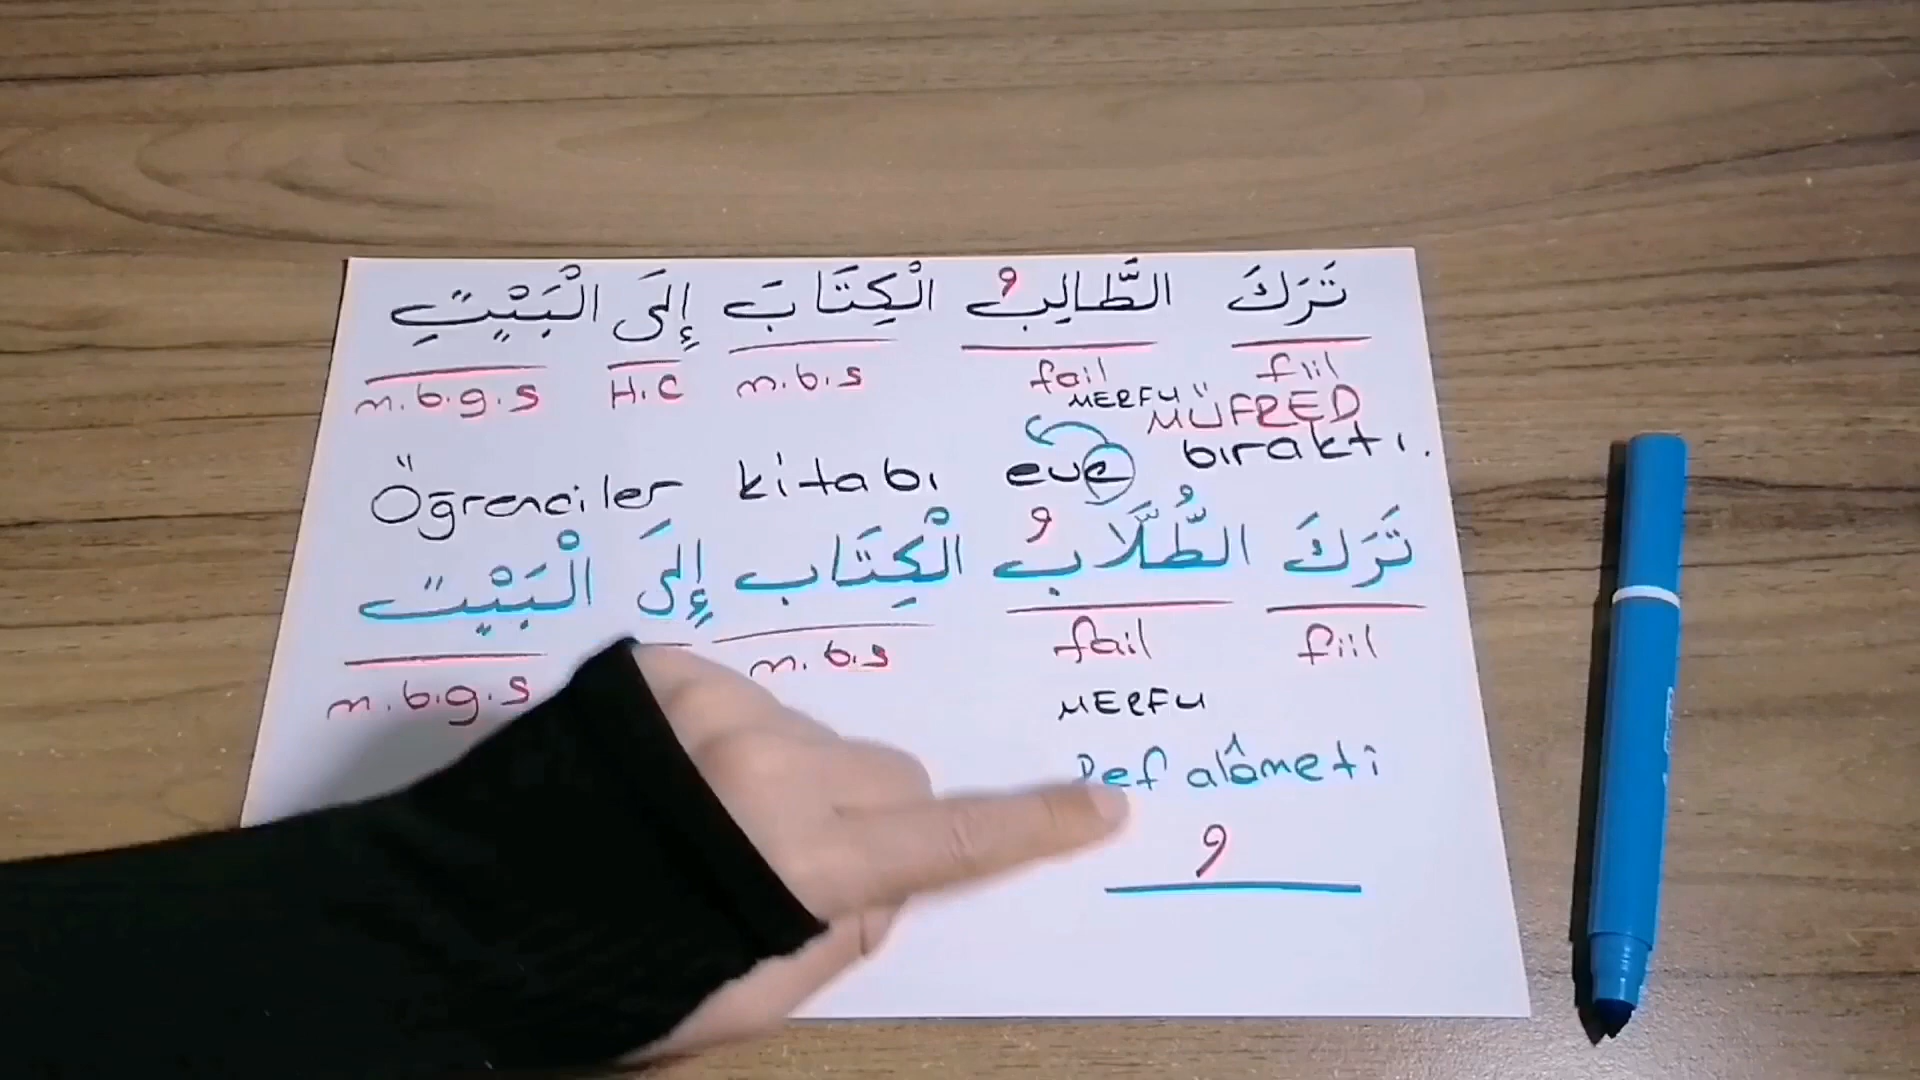 تَرَكَ الطَّالِبُ الْكِتَابَ إِلَى الْبَيْتِ
fiil fail m.b.s H.C m.b.g.s
MERFU MÜFRED
Öğrenciler kitabı eve bıraktı.
تَرَكَ الطُّلَّابُ الْكِتَاب إِلَى الْبَيْت
fiil fail m.b.s m.b.g.s
MERFU
Ref alâmeti
و